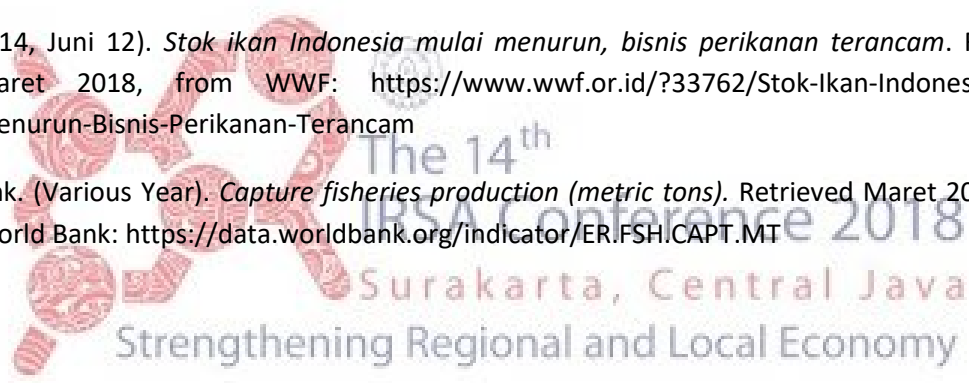 14, Juni 12). Stok ikan Indonesia mulai menurun, bisnis perikanan terancam.
2018, from WWF: https://www.wwf.or.id/?33762/Stok-Ikan-Indones
enurun-Bisnis-Perikanan-Terancam
The 14th
nk. (Various Year). Capture fisheries production (metric tons). Retrieved Maret 20
IRSA Conference 2018
orld Bank: https://data.worldbank.org/indicator/ER.FSH.CAPT.MT
Surakarta, Central Java
Strengthening Regional and Local Economy